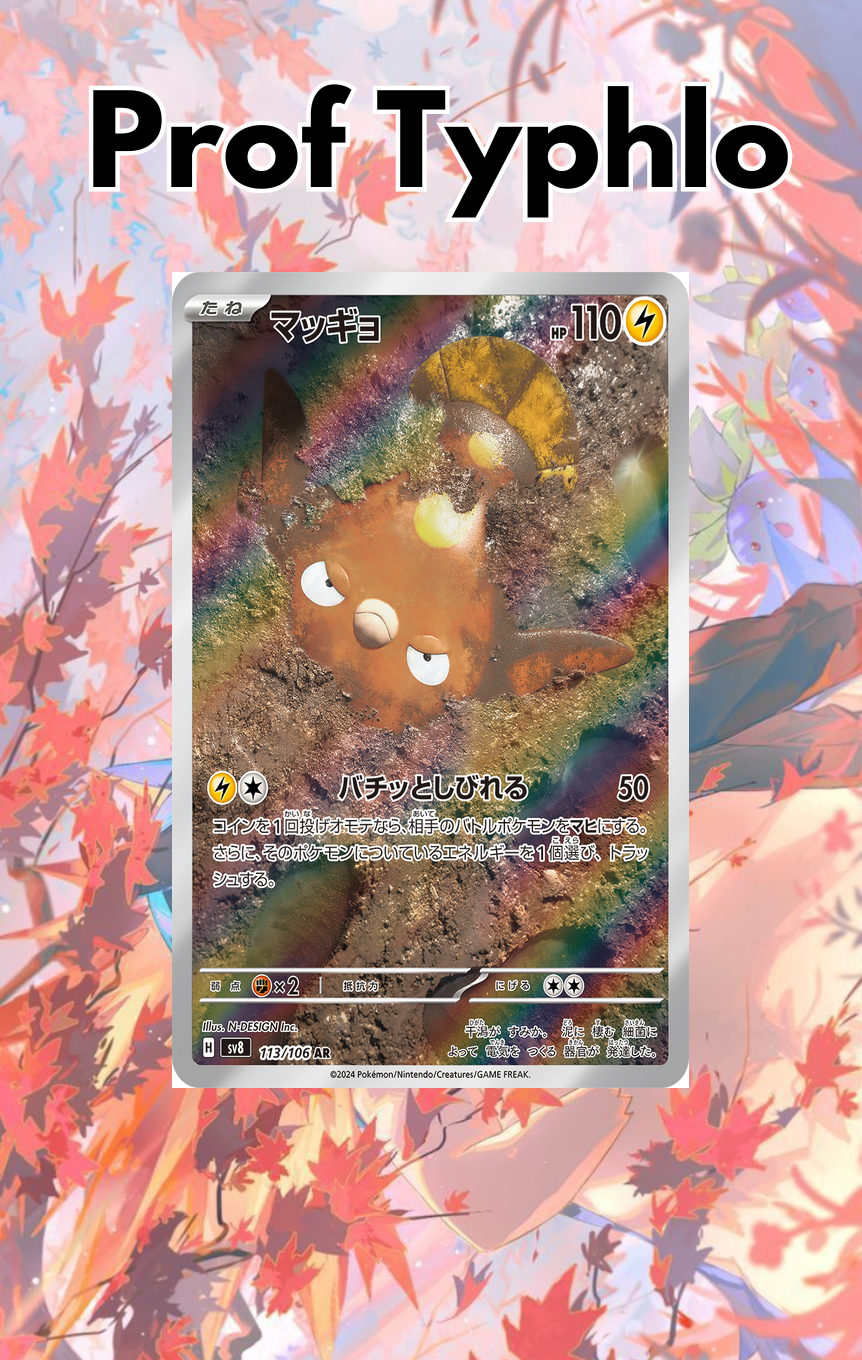 Prof Typhlo
たね
マッギョ
HP 110
バチッとしびれる 50
コインを1回投げオモテなら、相手のバトルポケモンをマヒにする。
さらに、そのポケモンについているエネルギーを1個選び、トラッ
シュする。
弱点 ×2 抵抗力 にげる
Illus. N-DESIGN Inc.
干潟が すみか。 泥に 棲む 細菌に
よって 電気を つくる 器官が 発達した。
H sv8 113/106 AR
©2024 Pokémon/Nintendo/Creatures/GAME FREAK.